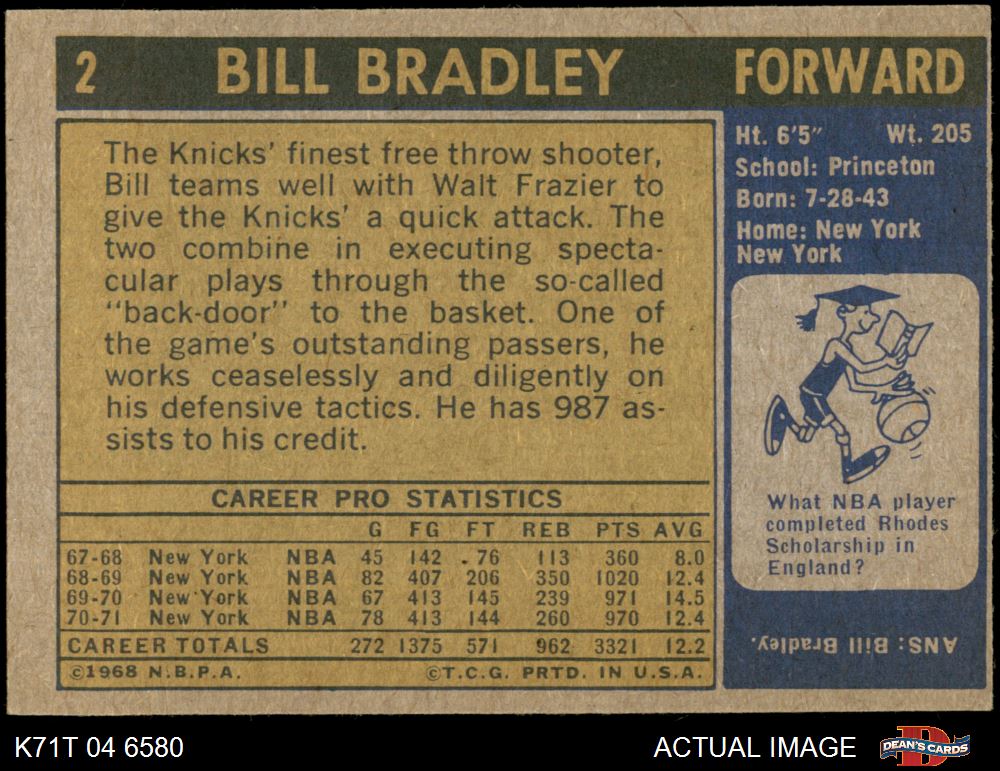 2 BILL BRADLEY FORWARD
The Knicks' finest free throw shooter,
Bill teams well with Walt Frazier to
give the Knicks' a quick attack. The
two combine in executing specta-
cular plays through the so-called
"back-door" to the basket. One of
the game's outstanding passers, he
works ceaselessly and diligently on
his defensive tactics. He has 987 as-
sists to his credit.
CAREER PRO STATISTICS
G FG FT REB PTS AVG
67-68 New York NBA 45 142 76 113 360 8.0
68-69 New York NBA 82 407 206 350 1020 12.4
69-70 New York NBA 67 413 145 239 971 14.5
70-71 New York NBA 78 413 144 260 970 12.4
CAREER TOTALS 272 1375 571 962 3321 12.2
©1968 N.B.P.A. ©T.C.G. PRTD. IN U.S.A.
Ht. 6'5" Wt. 205
School: Princeton
Born: 7-28-43
Home: New York
New York
What NBA player
completed Rhodes
Scholarship in
England?
ANS: Bill Bradley.
K71T 04 6580 ACTUAL IMAGE DEAN'S CARDS